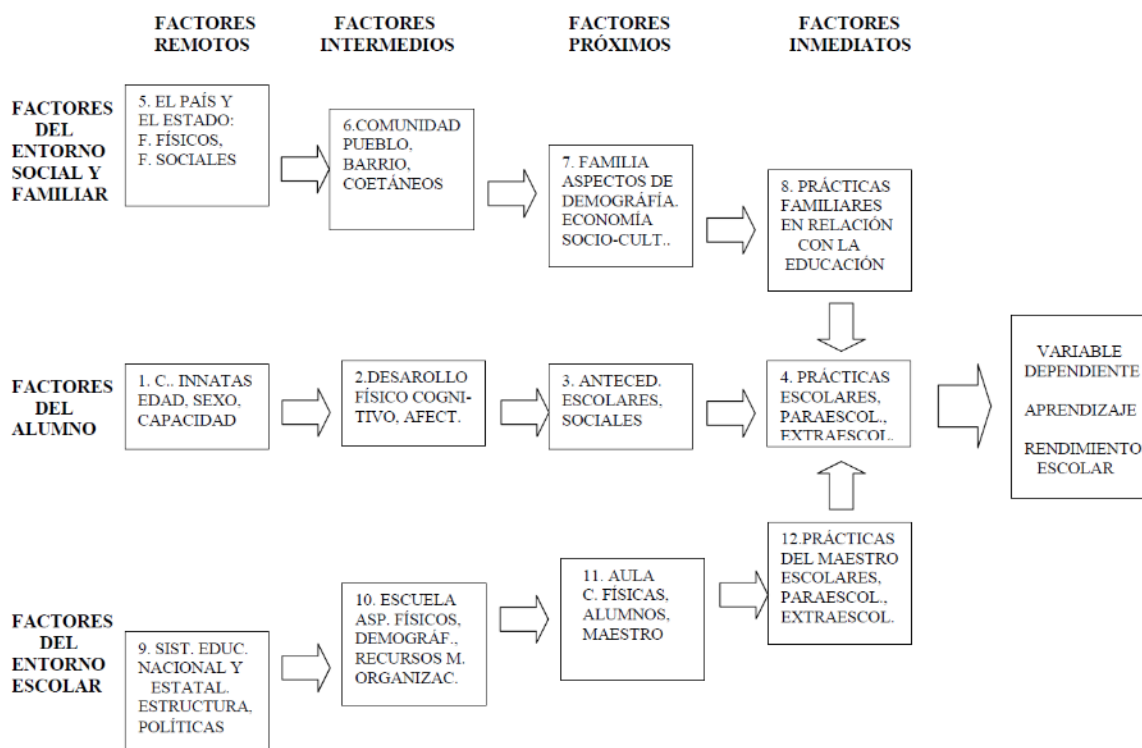 FACTORES
REMOTOS
FACTORES
INTERMEDIOS
FACTORES
PRÓXIMOS
FACTORES
INMEDIATOS
FACTORES
DEL
ENTORNO
SOCIAL Y
FAMILIAR
5. EL PAÍS Y
EL ESTADO:
F. FÍSICOS,
F. SOCIALES
6.COMUNIDAD
PUEBLO,
BARRIO,
COETÁNEOS
7. FAMILIA
ASPECTOS DE
DEMOGRÁFÍA.
ECONOMÍA
SOCIO-CULT..
8. PRÁCTICAS
FAMILIARES
EN RELACIÓN
CON LA
EDUCACIÓN
FACTORES
DEL
ALUMNO
1. C.. INNATAS
EDAD, SEXO,
CAPACIDAD
2.DESAROLLO
FÍSICO COGNI-
TIVO, AFECT.
3. ANTECED.
ESCOLARES,
SOCIALES
4. PRÁCTICAS
ESCOLARES,
PARAESCOL.,
EXTRAESCOL.
VARIABLE
DEPENDIENTE
APRENDIZAJE
RENDIMIENTO
ESCOLAR
FACTORES
DEL
ENTORNO
ESCOLAR
9. SIST. EDUC.
NACIONAL Y
ESTATAL.
ESTRUCTURA,
POLÍTICAS
10. ESCUELA
ASP. FÍSICOS,
DEMOGRÁF.,
RECURSOS M.
ORGANIZAC.
11. AULA
C. FÍSICAS,
ALUMNOS,
MAESTRO
12.PRÁCTICAS
DEL MAESTRO
ESCOLARES,
PARAESCOL.,
EXTRAESCOL.